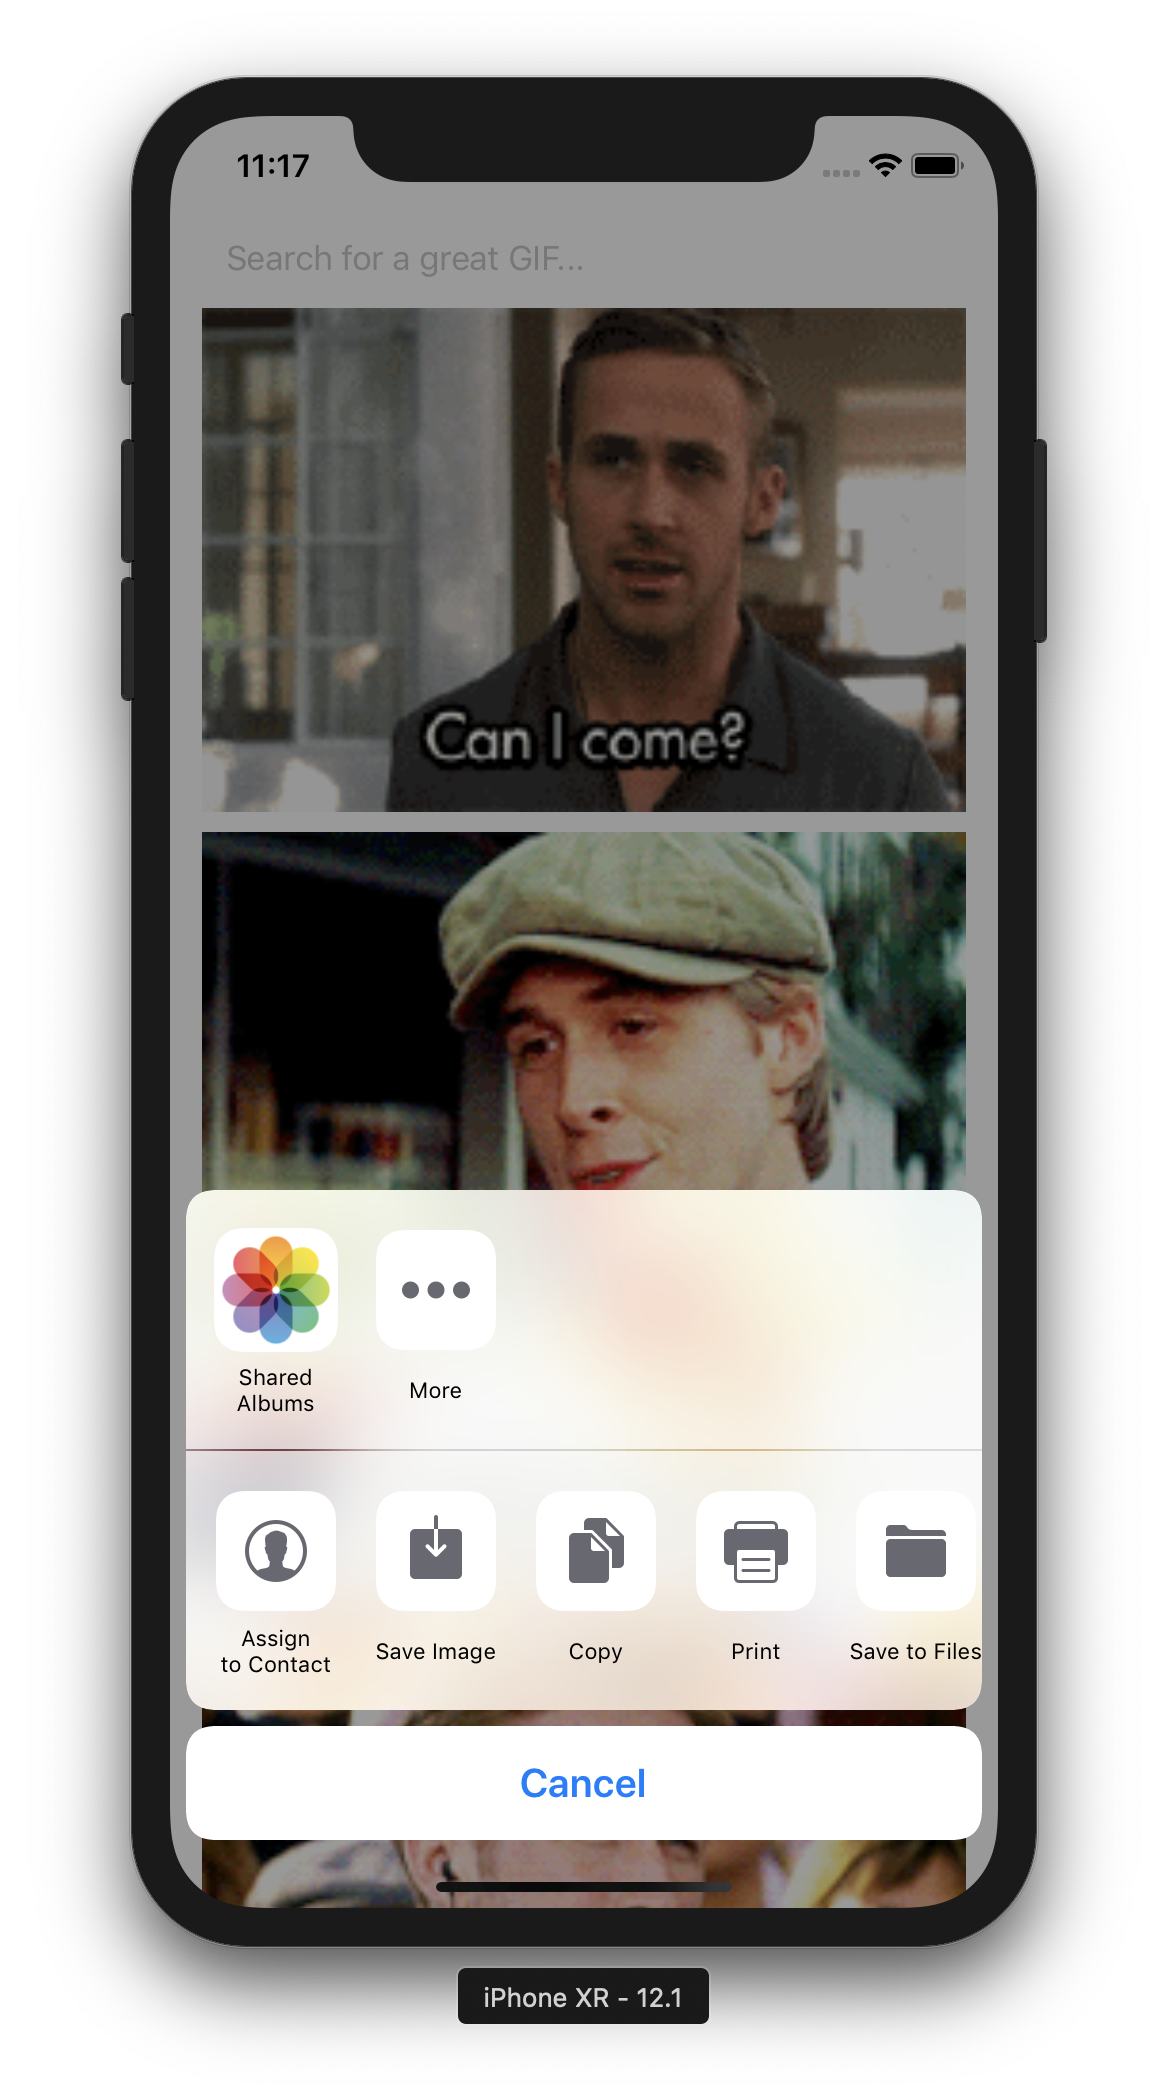 11:17
Search for a great GIF...
Can I come?
Shared
Albums
More
Assign
to Contact
Save Image
Copy
Print
Save to Files
Cancel
iPhone XR - 12.1